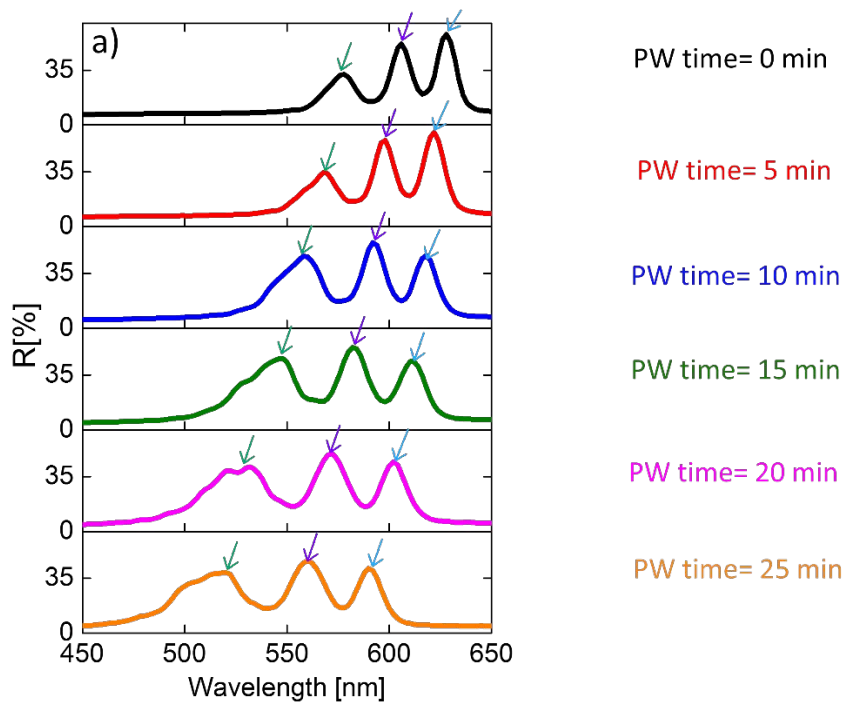 a)
35
0
PW time= 0 min
35
0
PW time= 5 min
35
0
PW time= 10 min
35
0
PW time= 15 min
35
0
PW time= 20 min
35
0
PW time= 25 min
R[%]
450 500 550 600 650
Wavelength [nm]